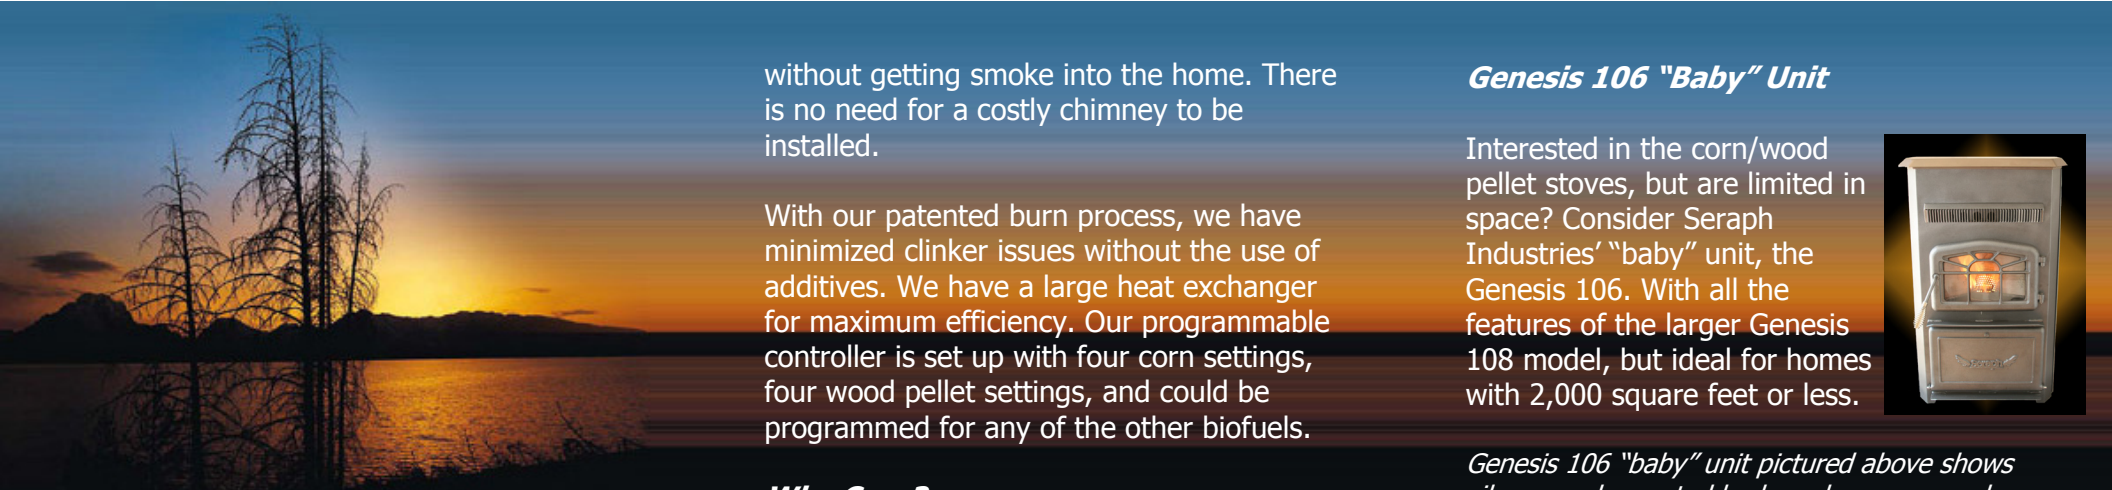 without getting smoke into the home. There
is no need for a costly chimney to be
installed.
With our patented burn process, we have
minimized clinker issues without the use of
additives. We have a large heat exchanger
for maximum efficiency. Our programmable
controller is set up with four corn settings,
four wood pellet settings, and could be
programmed for any of the other biofuels.
Genesis 106 “Baby” Unit
Interested in the corn/wood
pellet stoves, but are limited in
space? Consider Seraph
Industries’ “baby” unit, the
Genesis 106. With all the
features of the larger Genesis
108 model, but ideal for homes
with 2,000 square feet or less.
Genesis 106 “baby” unit pictured above shows